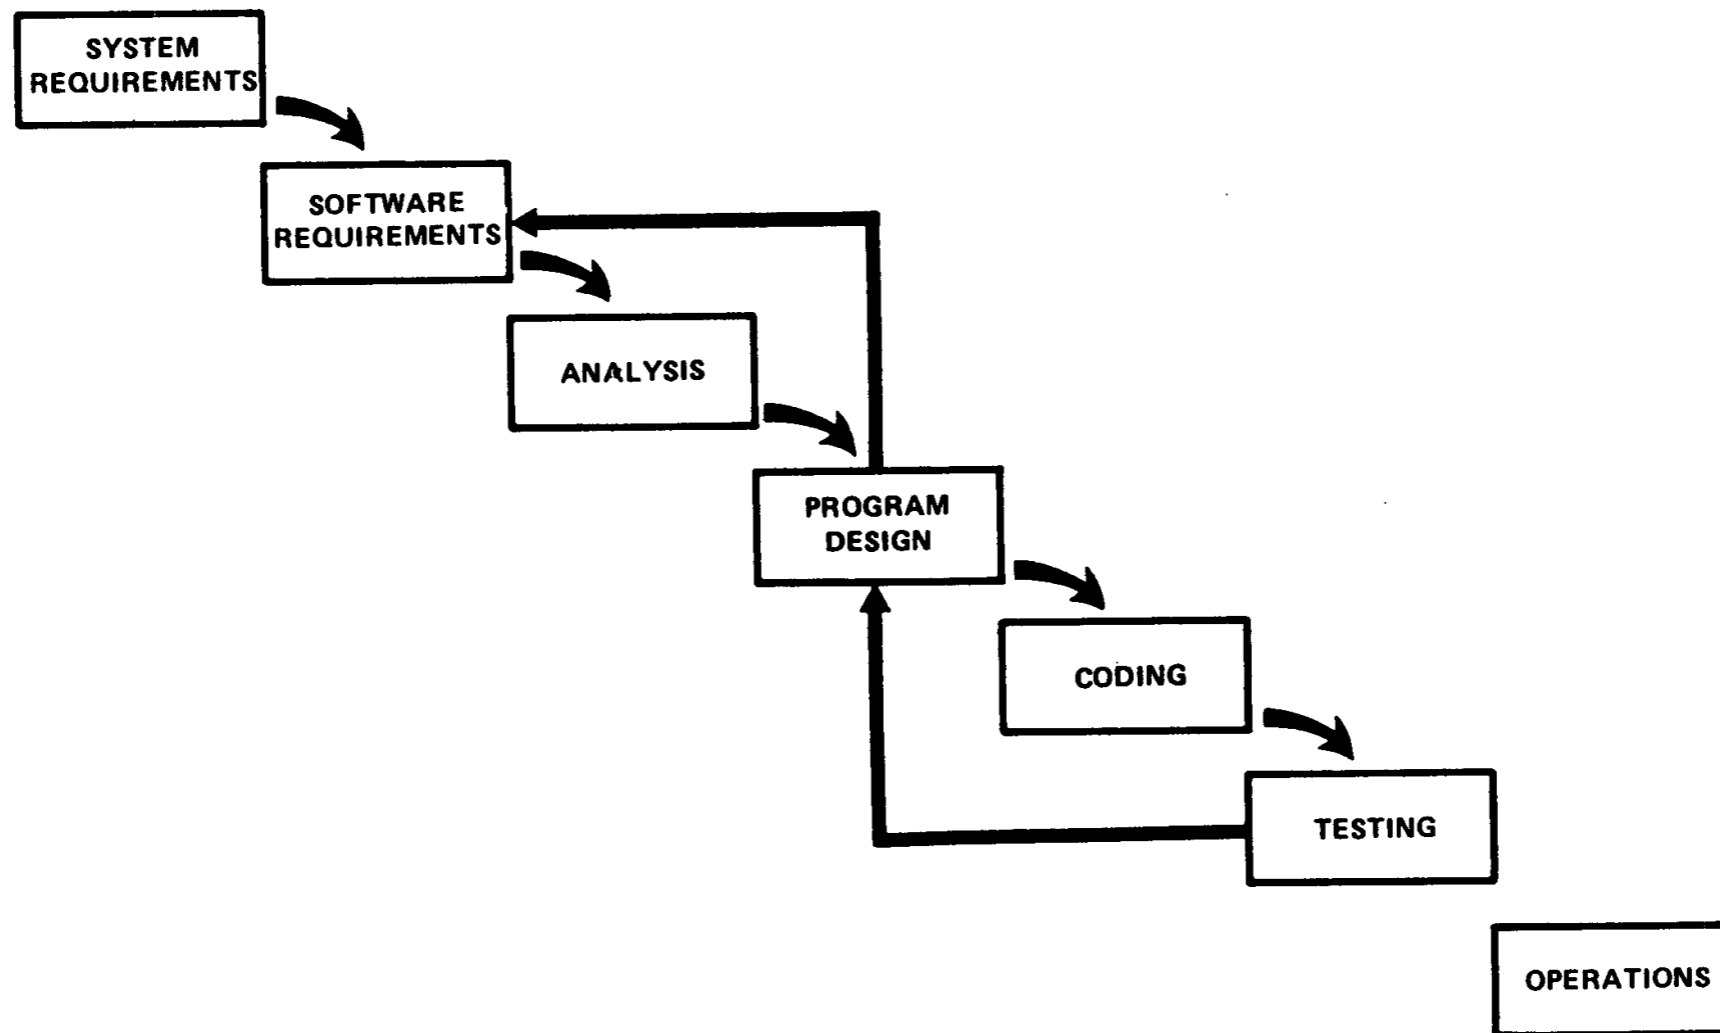 SYSTEM
REQUIREMENTS
SOFTWARE
REQUIREMENTS
ANALYSIS
PROGRAM
DESIGN
CODING
TESTING
OPERATIONS